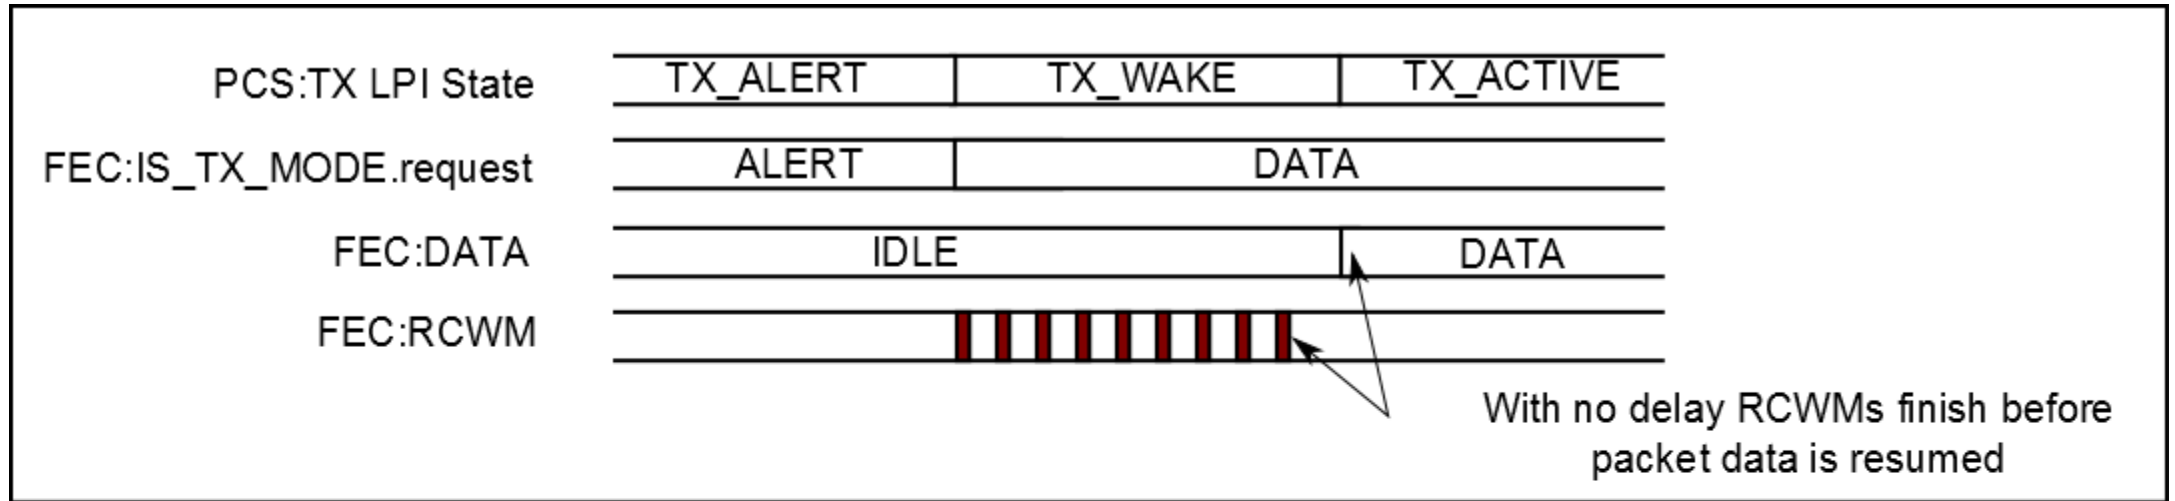 PCS:TX LPI State TX_ALERT TX_WAKE TX_ACTIVE
FEC:IS_TX_MODE.request ALERT DATA
FEC:DATA IDLE DATA
FEC:RCWM
With no delay RCWMs finish before
packet data is resumed